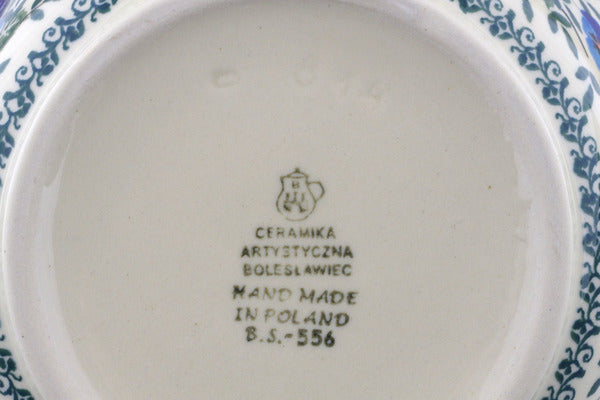 B
CERAMIKA
ARTYSTYCZNA
BOLESŁAWIEC
HAND MADE
IN POLAND
B.S.-556